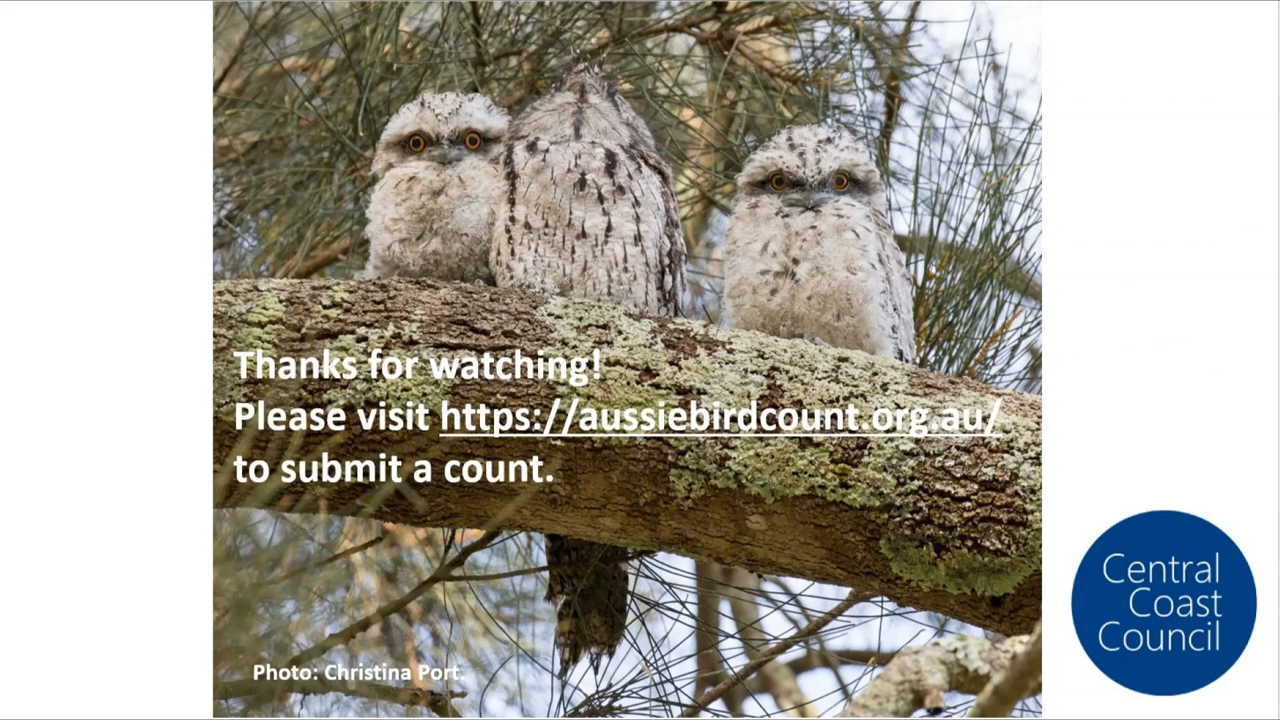 Thanks for watching!
Please visit https://aussiebirdcount.org.au/
to submit a count.
Photo: Christina Port.
Central
Coast
Council